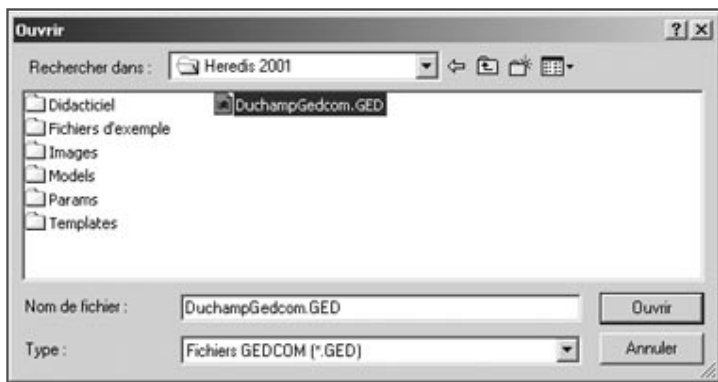 Ouvrir
Rechercher dans : Heredis 2001
Didacticiel DuchampGedcom.GED
Fichiers d'exemple
Images
Models
Params
Templates
Nom de fichier : DuchampGedcom.GED Ouvrir
Type : Fichiers GEDCOM (*.GED) Annuler